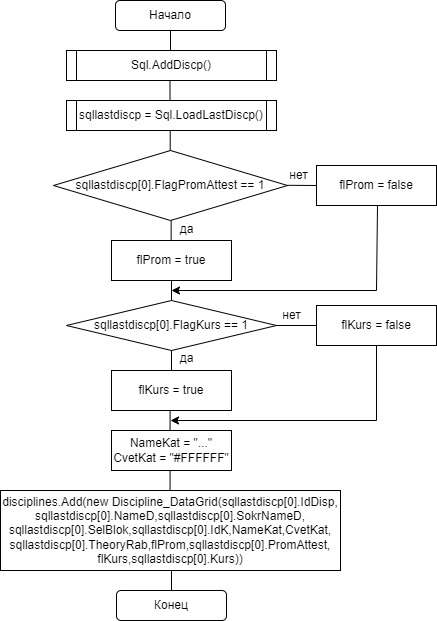 Начало
Sql.AddDiscp()
sqllastdiscp = Sql.LoadLastDiscp()
sqllastdiscp[0].FlagPromAttest == 1
нет
flProm = false
да
flProm = true
sqllastdiscp[0].FlagKurs == 1
нет
flKurs = false
да
flKurs = true
NameKat = "..."
CvetKat = "#FFFFFF"
disciplines.Add(new Discipline_DataGrid(sqllastdiscp[0].IdDisp,
sqllastdiscp[0].NameD,sqllastdiscp[0].SokrNameD,
sqllastdiscp[0].SelBlok,sqllastdiscp[0].IdK,NameKat,CvetKat,
sqllastdiscp[0].TheoryRab,flProm,sqllastdiscp[0].PromAttest,
flKurs,sqllastdiscp[0].Kurs))
Конец